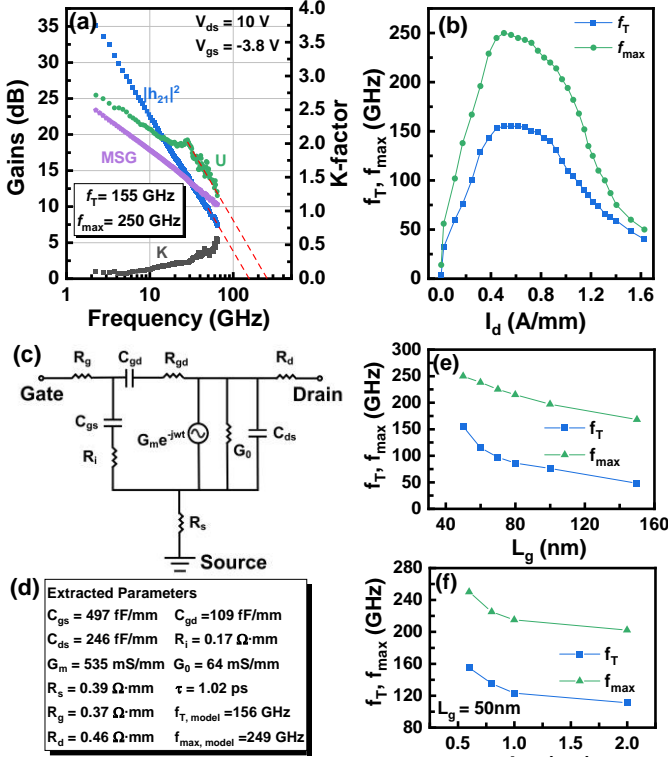 (a)
V_ds = 10 V
V_gs = -3.8 V
|h_21|^2
MSG
U
f_T= 155 GHz
f_max= 250 GHz
K
Gains (dB)
0
5
10
15
20
25
30
35
K-factor
0.0
0.5
1.0
1.5
2.0
2.5
3.0
3.5
4.0
1
10
100
Frequency (GHz)
(b)
f_T
f_max
f_T, f_max (GHz)
0
50
100
150
200
250
0.0
0.4
0.8
1.2
1.6
I_d (A/mm)
(c)
R_g
C_gd
R_gd
R_d
Gate
Drain
C_gs
G_me^-jwt
G_0
C_ds
R_i
R_s
Source
(d)
Extracted Parameters
C_gs = 497 fF/mm C_gd =109 fF/mm
C_ds = 246 fF/mm R_i = 0.17 Ω·mm
G_m = 535 mS/mm G_0 = 64 mS/mm
R_s = 0.39 Ω·mm τ = 1.02 ps
R_g = 0.37 Ω·mm f_T, model =156 GHz
R_d = 0.46 Ω·mm f_max, model =249 GHz
(e)
f_T
f_max
f_T, f_max (GHz)
0
50
100
150
200
250
300
40
80
120
160
L_g (nm)
(f)
f_T
f_max
L_g = 50nm
f_T, f_max (GHz)
80
120
160
200
240
280
0.5
1.0
1.5
2.0